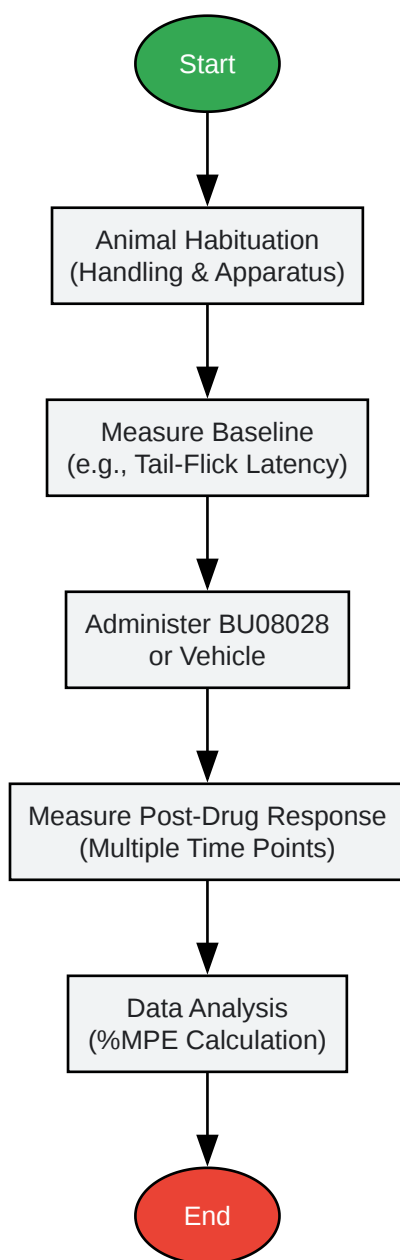 Start
Animal Habituation
(Handling & Apparatus)
Measure Baseline
(e.g., Tail-Flick Latency)
Administer BU08028
or Vehicle
Measure Post-Drug Response
(Multiple Time Points)
Data Analysis
(%MPE Calculation)
End